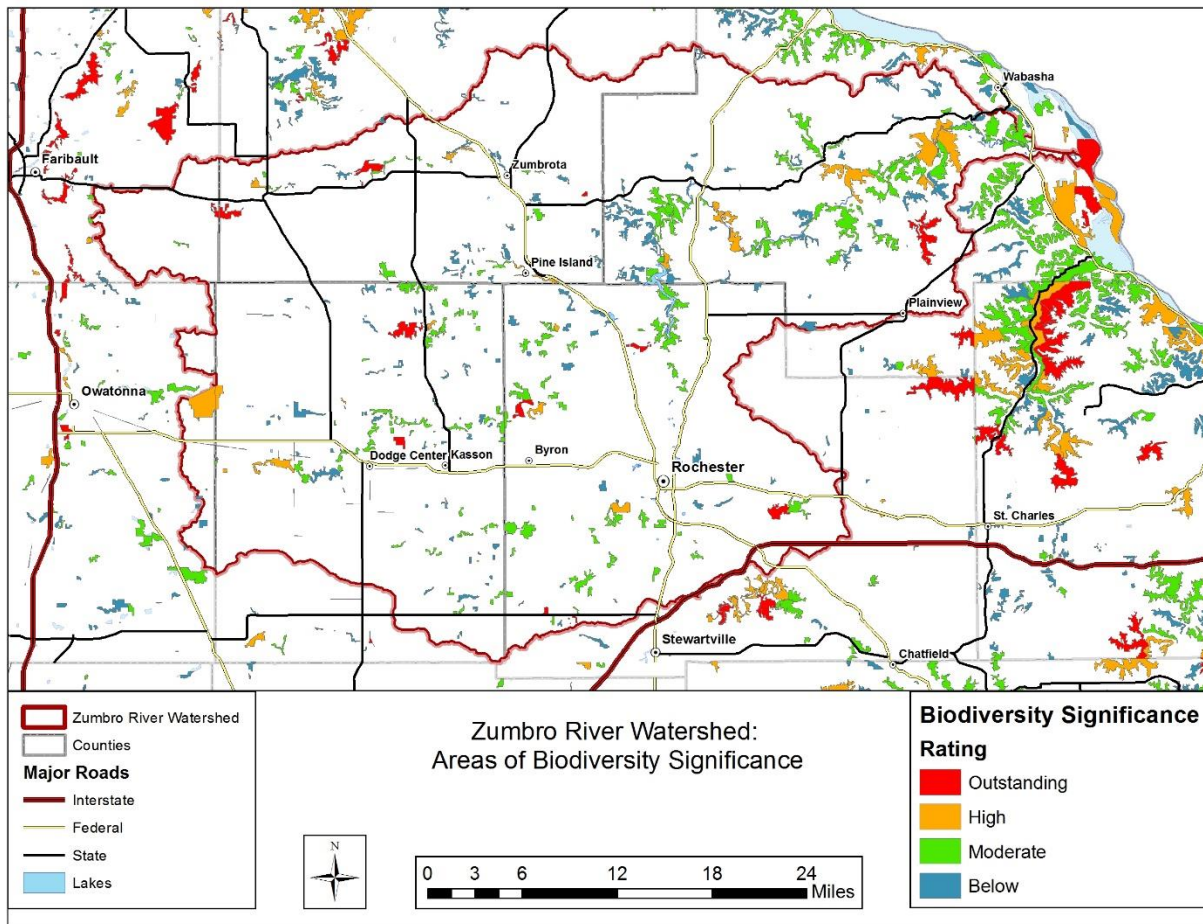 Wabasha
Faribault
Zumbrota
Pine Island
Plainview
Owatonna
Dodge Center
Kasson
Byron
Rochester
St. Charles
Stewartville
Chatfield
Zumbro River Watershed
Counties
Major Roads
Interstate
Federal
State
Lakes
Zumbro River Watershed:
Areas of Biodiversity Significance
N
0 3 6 12 18 24
Miles
Biodiversity Significance
Rating
Outstanding
High
Moderate
Below